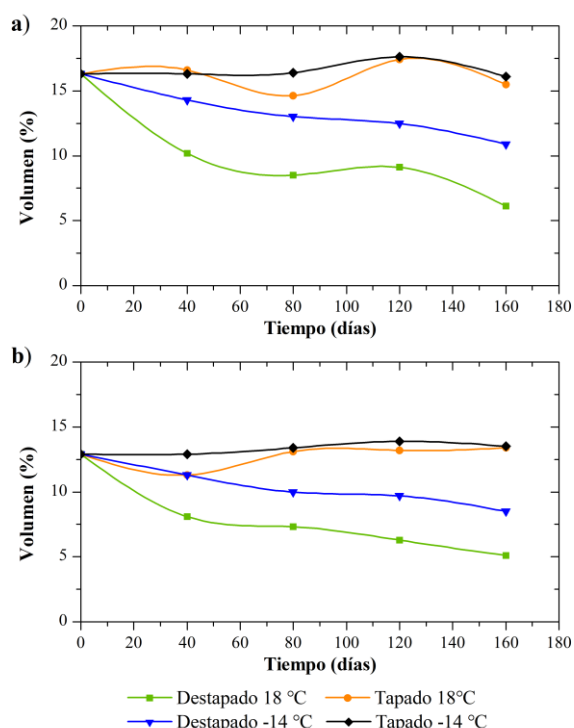 a)
20
15
10
5
0
Volumen (%)
0 20 40 60 80 100 120 140 160 180
Tiempo (días)
b)
20
15
10
5
0
Volumen (%)
0 20 40 60 80 100 120 140 160 180
Tiempo (días)
Destapado 18 °C Tapado 18°C
Destapado -14 °C Tapado -14 °C